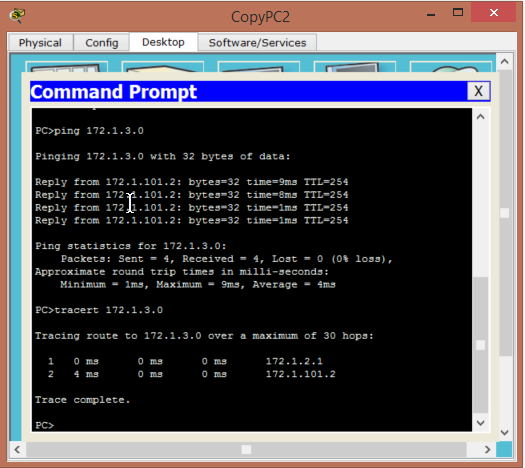 CopyPC2
Physical Config Desktop Software/Services
Command Prompt X
PC>ping 172.1.3.0
Pinging 172.1.3.0 with 32 bytes of data:
Reply from 172.1.101.2: bytes=32 time=9ms TTL=254
Reply from 172.1.101.2: bytes=32 time=8ms TTL=254
Reply from 172.1.101.2: bytes=32 time=1ms TTL=254
Reply from 172.1.101.2: bytes=32 time=1ms TTL=254
Ping statistics for 172.1.3.0:
Packets: Sent = 4, Received = 4, Lost = 0 (0% loss),
Approximate round trip times in milli-seconds:
Minimum = 1ms, Maximum = 9ms, Average = 4ms
PC>tracert 172.1.3.0
Tracing route to 172.1.3.0 over a maximum of 30 hops:
1 0 ms 0 ms 0 ms 172.1.2.1
2 4 ms 0 ms 0 ms 172.1.101.2
Trace complete.
PC>